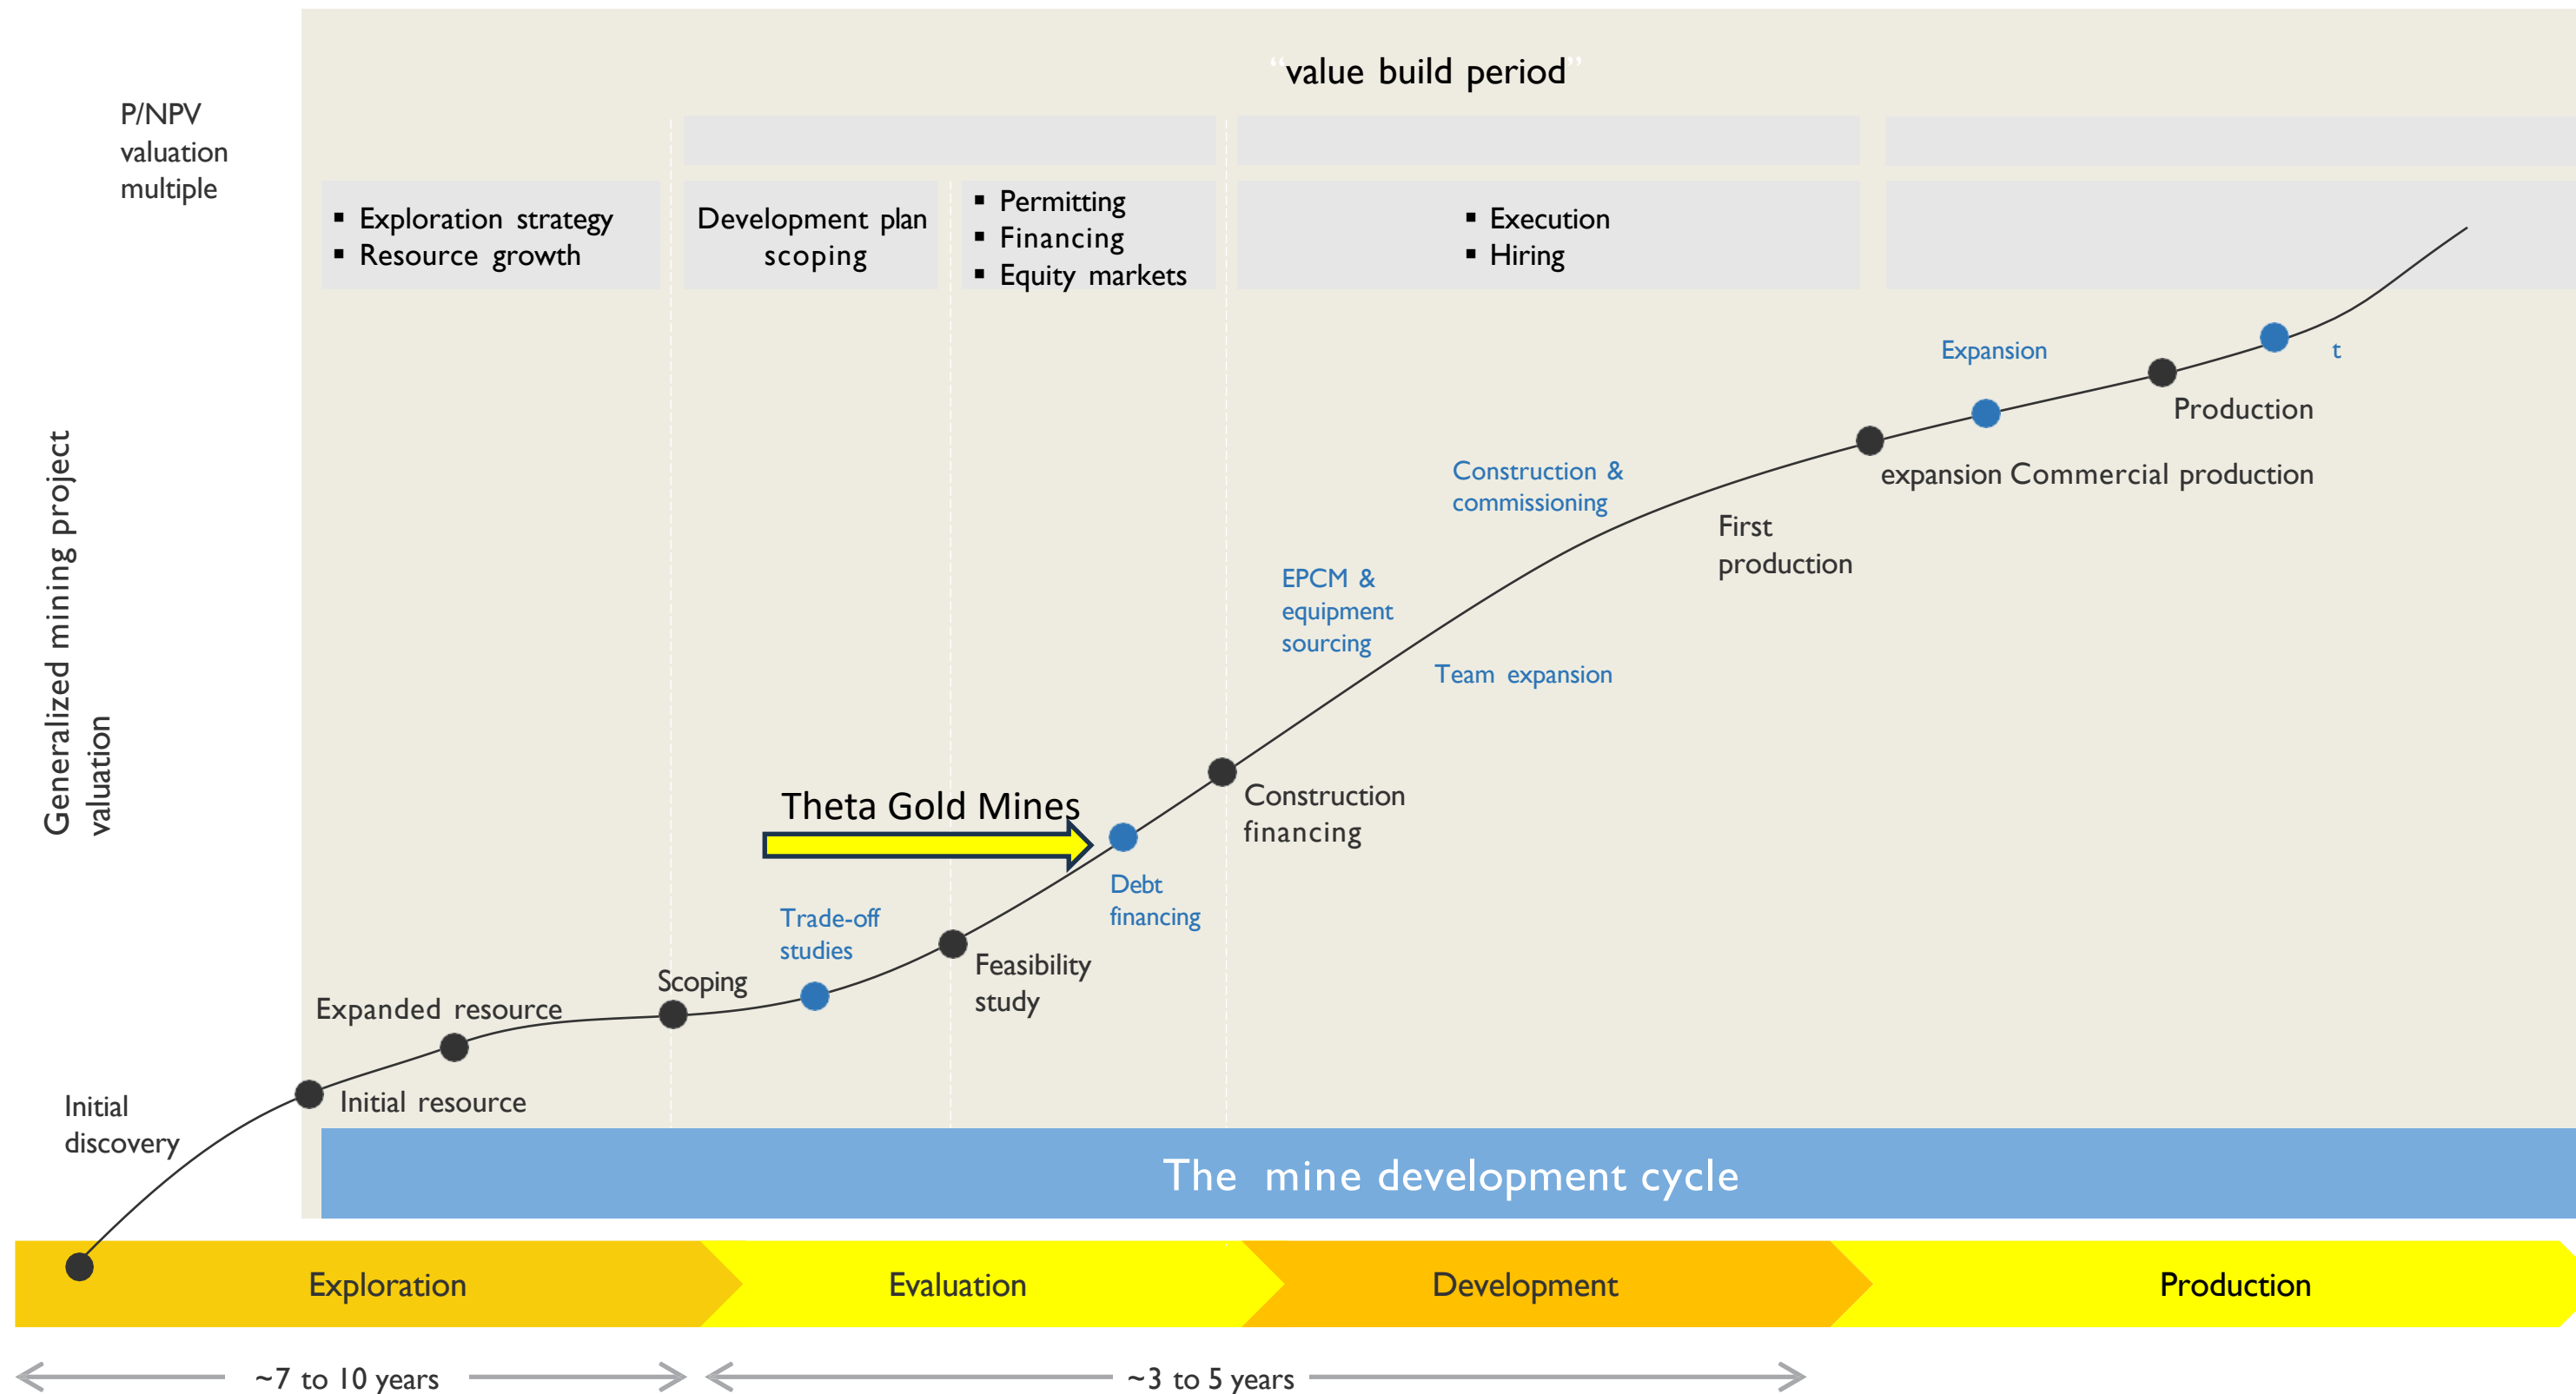 “value build period”
P/NPV
valuation
multiple
▪ Exploration strategy
▪ Resource growth
Development plan
scoping
▪ Permitting
▪ Financing
▪ Equity markets
▪ Execution
▪ Hiring
Generalized mining project
valuation
Expansion
t
Production
expansion Commercial production
Construction &
commissioning
First
production
EPCM &
equipment
sourcing
Team expansion
Theta Gold Mines
Construction
financing
Debt
financing
Trade-off
studies
Feasibility
study
Scoping
Expanded resource
Initial resource
Initial
discovery
The mine development cycle
Exploration
Evaluation
Development
Production
~7 to 10 years
~3 to 5 years